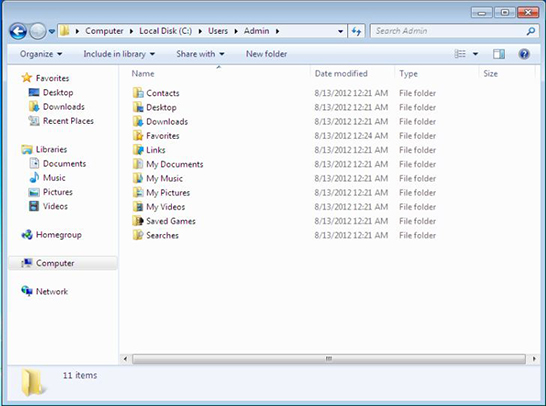 Computer Local Disk (C:) Users Admin Search Admin
Organize Include in library Share with New folder
Name Date modified Type Size
Favorites
Desktop
Downloads
Recent Places
Libraries
Documents
Music
Pictures
Videos
Homegroup
Computer
Network
Contacts 8/13/2012 12:21 AM File folder
Desktop 8/13/2012 12:21 AM File folder
Downloads 8/13/2012 12:21 AM File folder
Favorites 8/13/2012 12:24 AM File folder
Links 8/13/2012 12:21 AM File folder
My Documents 8/13/2012 12:21 AM File folder
My Music 8/13/2012 12:21 AM File folder
My Pictures 8/13/2012 12:21 AM File folder
My Videos 8/13/2012 12:21 AM File folder
Saved Games 8/13/2012 12:21 AM File folder
Searches 8/13/2012 12:21 AM File folder
11 items